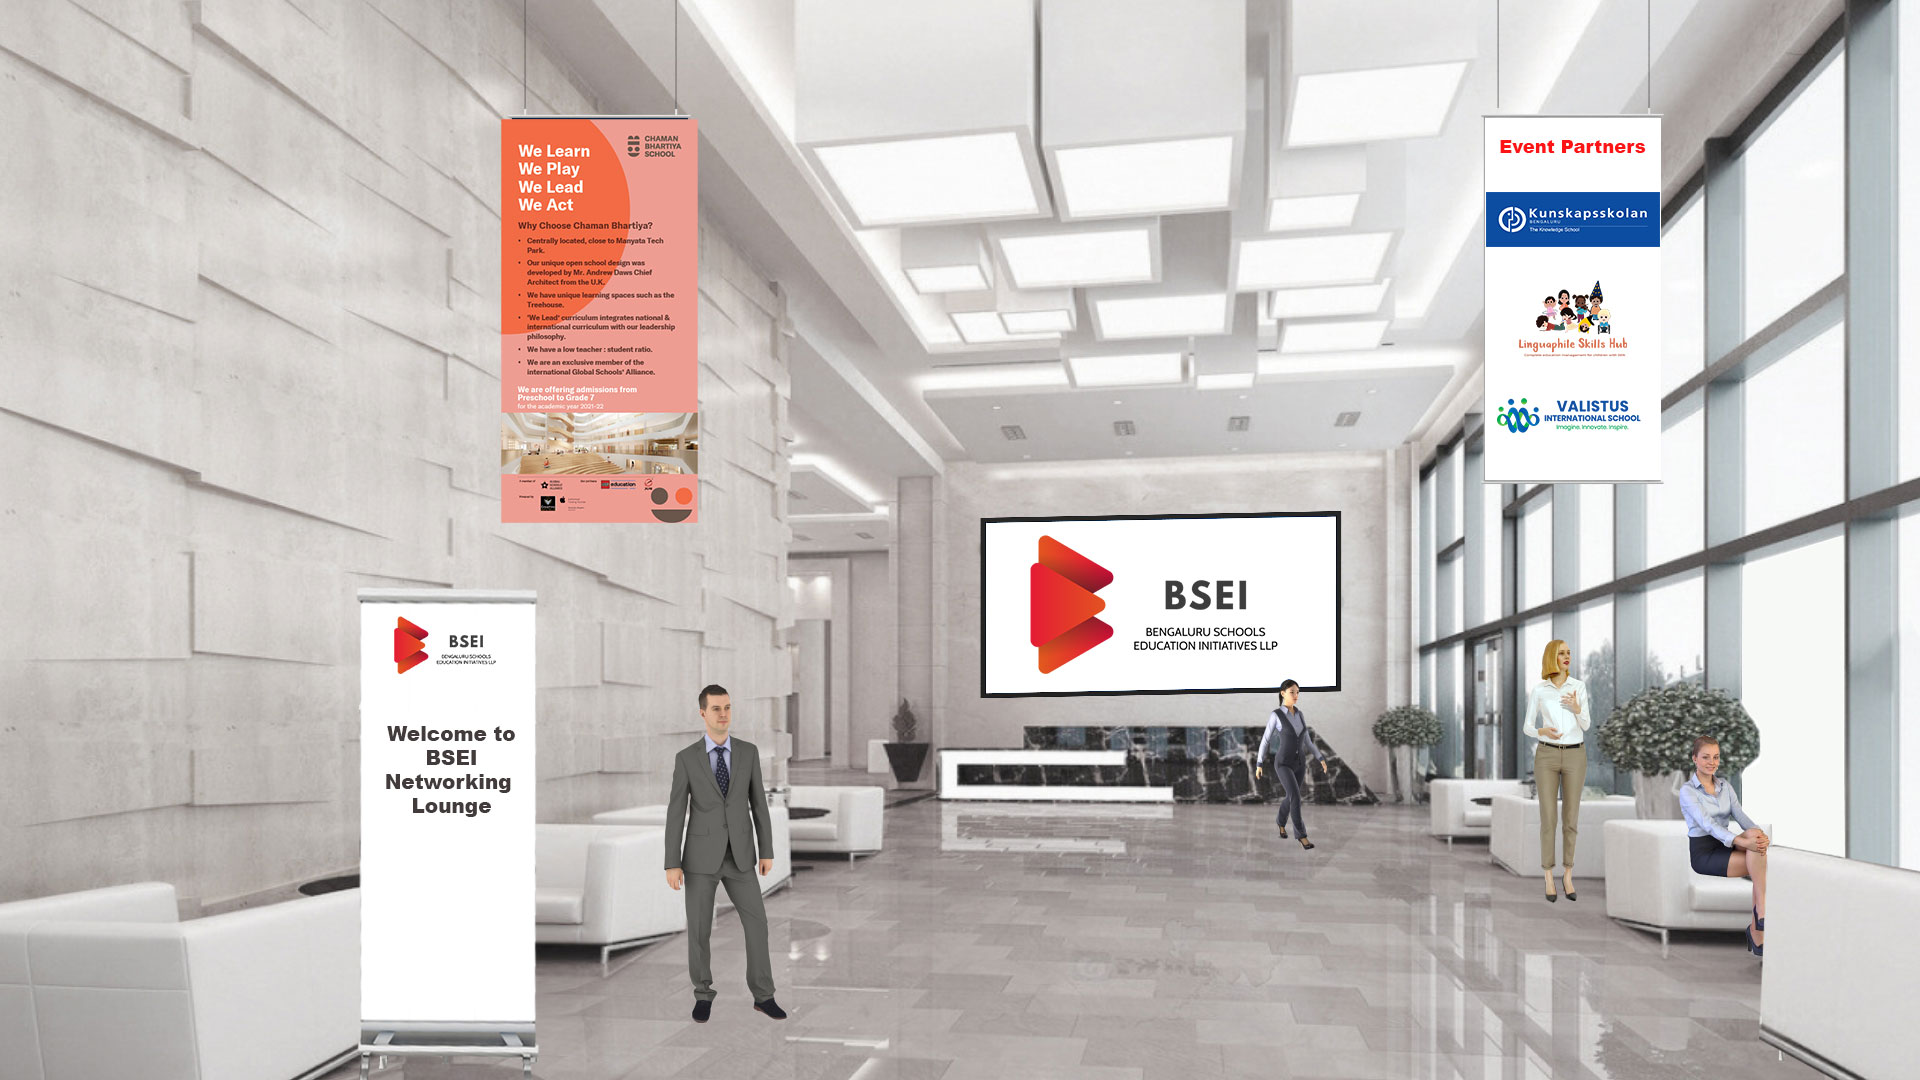 We Learn
We Play
We Lead
We Act
CHAMAN
BHARTIYA
SCHOOL
Why Choose Chaman Bhartiya?
• Centrally located, close to Manyata Tech
Park.
• Our unique open school design was
developed by Mr. Andrew Daws Chief
Architect from the U.K.
• We have unique learning spaces such as the
Treehouse.
• 'We Lead' curriculum integrates national &
international curriculum with our leadership
philosophy.
• We have a low teacher : student ratio.
• We are an exclusive member of the
international Global Schools' Alliance.
We are offering admissions from
Preschool to Grade 7
for the academic year 2021-22
A member of
education
Event Partners
Kunskapsskolan
BENGALURU
The Knowledge School
Linguaphile Skills Hub
VALISTUS
INTERNATIONAL SCHOOL
Imagine. Innovate. Inspire.
BSEI
BENGALURU SCHOOLS
EDUCATION INITIATIVES LLP
BSEI
BENGALURU SCHOOLS
EDUCATION INITIATIVES LLP
Welcome to
BSEI
Networking
Lounge